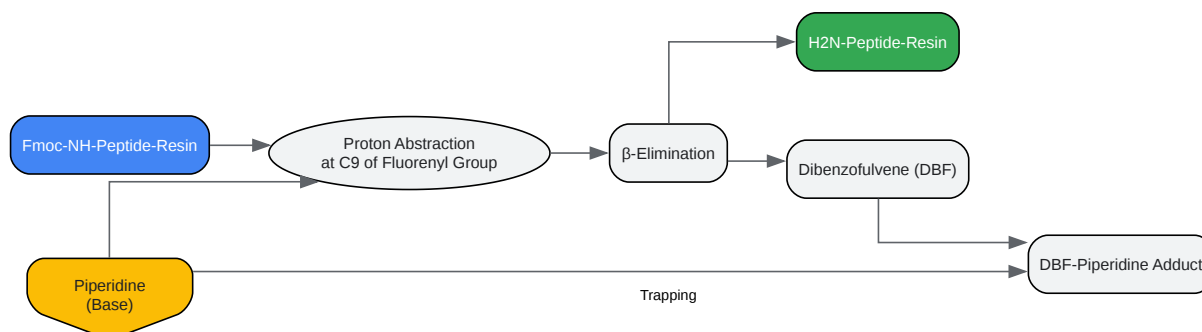 H2N-Peptide-Resin
Fmoc-NH-Peptide-Resin
Proton Abstraction
at C9 of Fluorenyl Group
β-Elimination
Dibenzofulvene (DBF)
DBF-Piperidine Adduct
Piperidine
(Base)
Trapping